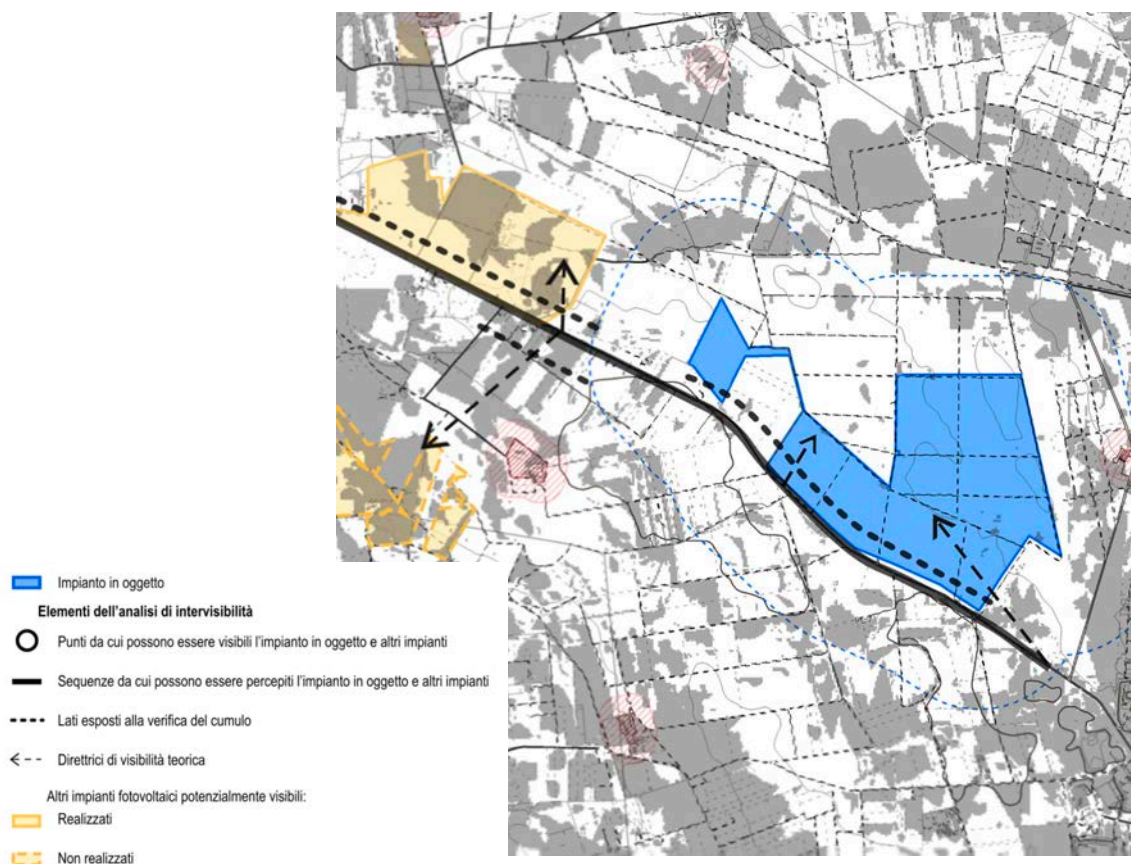 Impianto in oggetto
Elementi dell'analisi di intervisibilità
Punti da cui possono essere visibili l'impianto in oggetto e altri impianti
Sequenze da cui possono essere percepiti l'impianto in oggetto e altri impianti
Lati esposti alla verifica del cumulo
Direttrici di visibilità teorica
Altri impianti fotovoltaici potenzialmente visibili:
Realizzati
Non realizzati